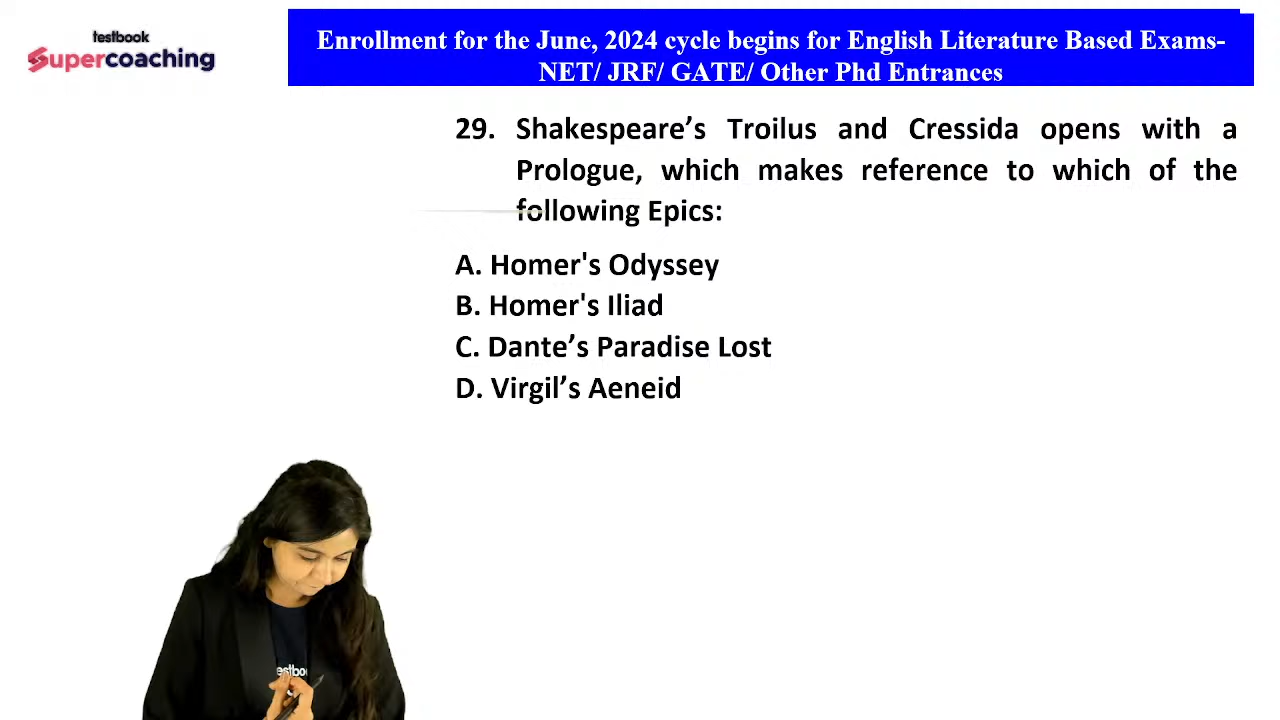 testbook
Supercoaching
Enrollment for the June, 2024 cycle begins for English Literature Based Exams-
NET/ JRF/ GATE/ Other Phd Entrances
29. Shakespeare’s Troilus and Cressida opens with a
Prologue, which makes reference to which of the
following Epics:
A. Homer's Odyssey
B. Homer's Iliad
C. Dante’s Paradise Lost
D. Virgil’s Aeneid